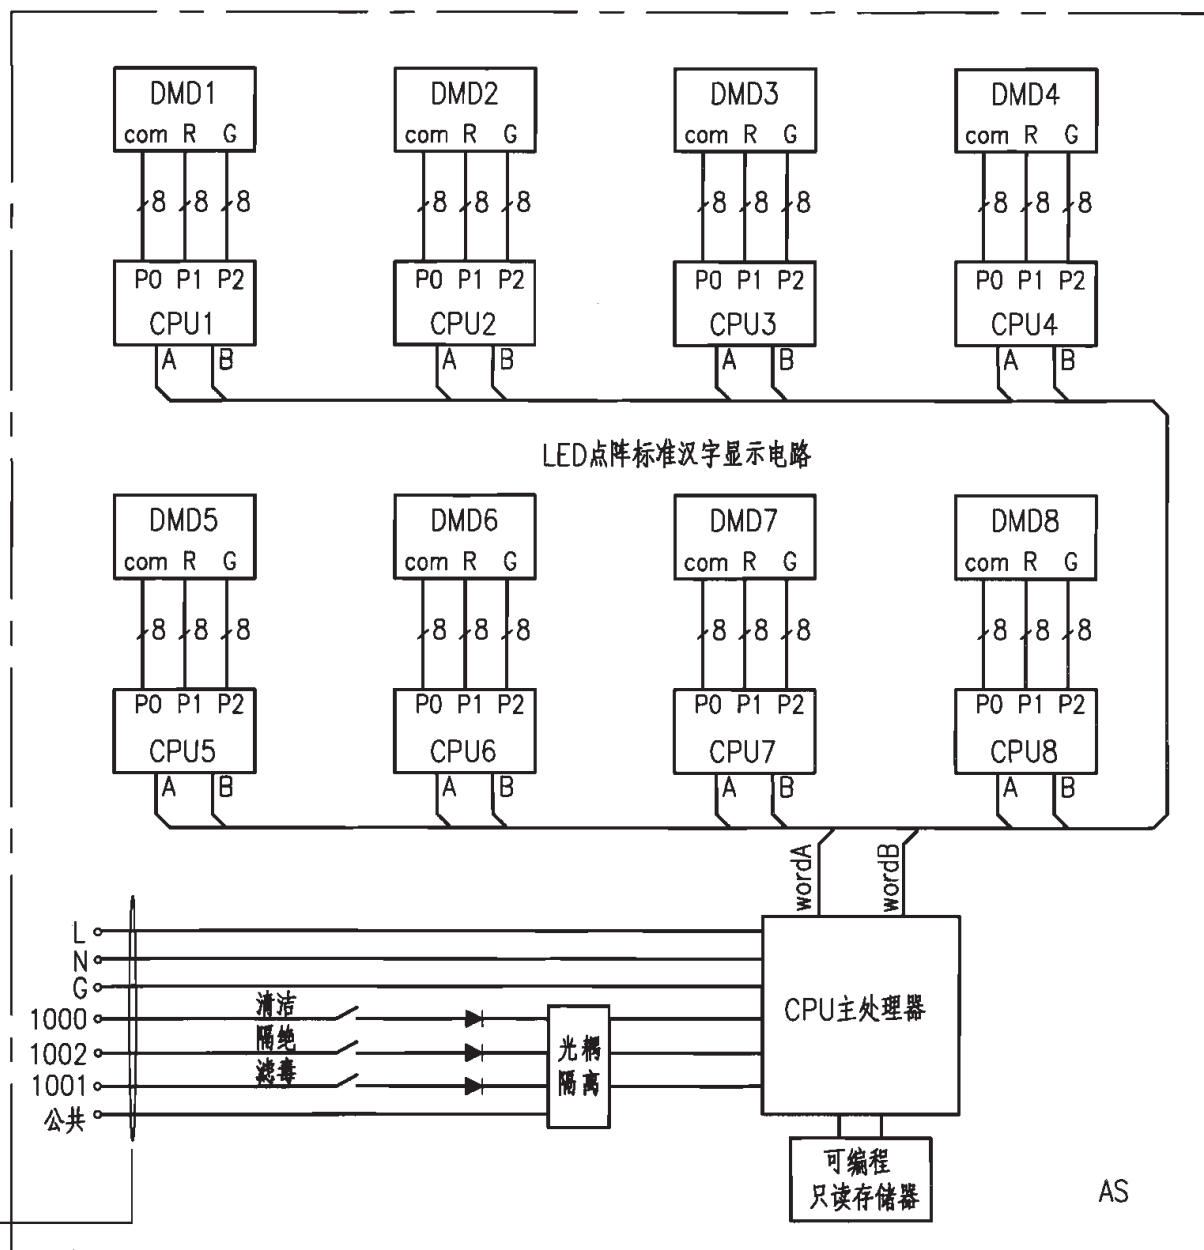 DMD1 DMD2 DMD3 DMD4
com R G com R G com R G com R G
8 8 8 8 8 8 8 8 8 8 8 8
P0 P1 P2 P0 P1 P2 P0 P1 P2 P0 P1 P2
CPU1 CPU2 CPU3 CPU4
A B A B A B A B
LED点阵标准汉字显示电路
DMD5 DMD6 DMD7 DMD8
com R G com R G com R G com R G
8 8 8 8 8 8 8 8 8 8 8 8
P0 P1 P2 P0 P1 P2 P0 P1 P2 P0 P1 P2
CPU5 CPU6 CPU7 CPU8
A B A B A B A B
wordA wordB
L
N
G
1000 清洁
1002 隔绝
1001 滤毒
公共
光耦
隔离
CPU主处理器
可编程
只读存储器
AS